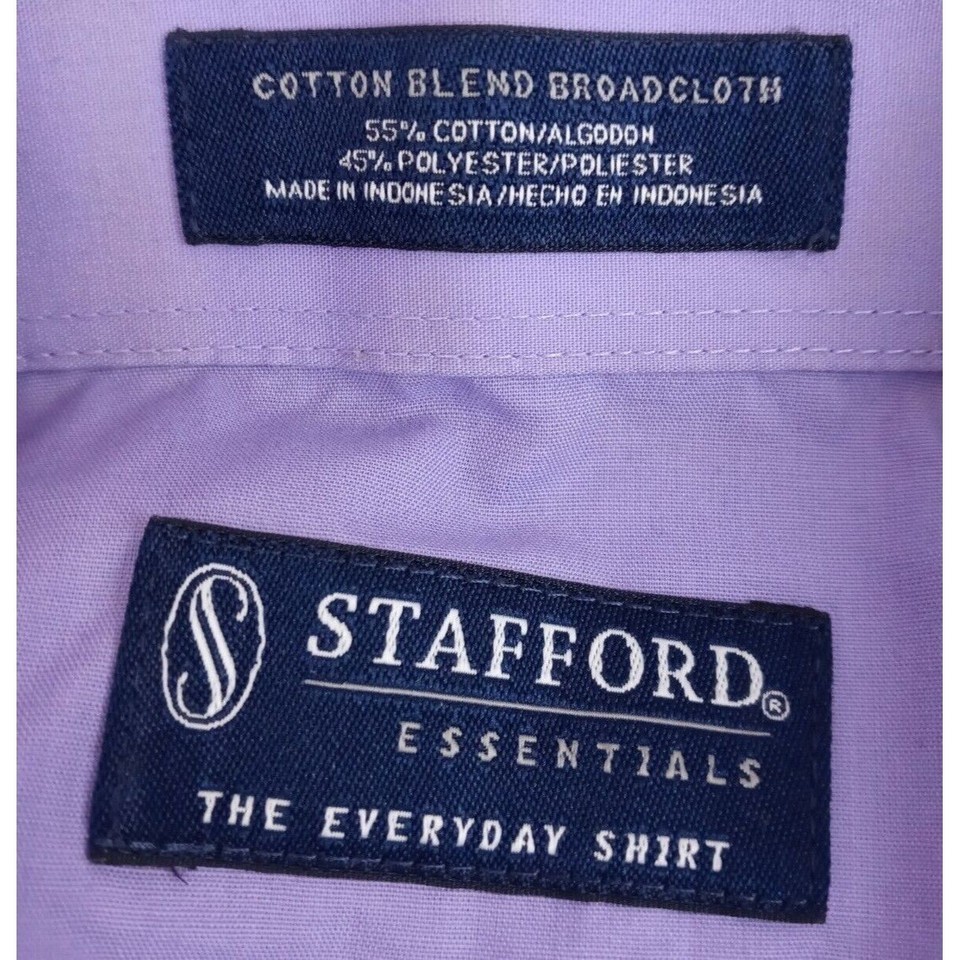 COTTON BLEND BROADCLOTH
55% COTTON/ALGODON
45% POLYESTER/POLIESTER
MADE IN INDONESIA/HECHO EN INDONESIA
S STAFFORD®
ESSENTIALS
THE EVERYDAY SHIRT